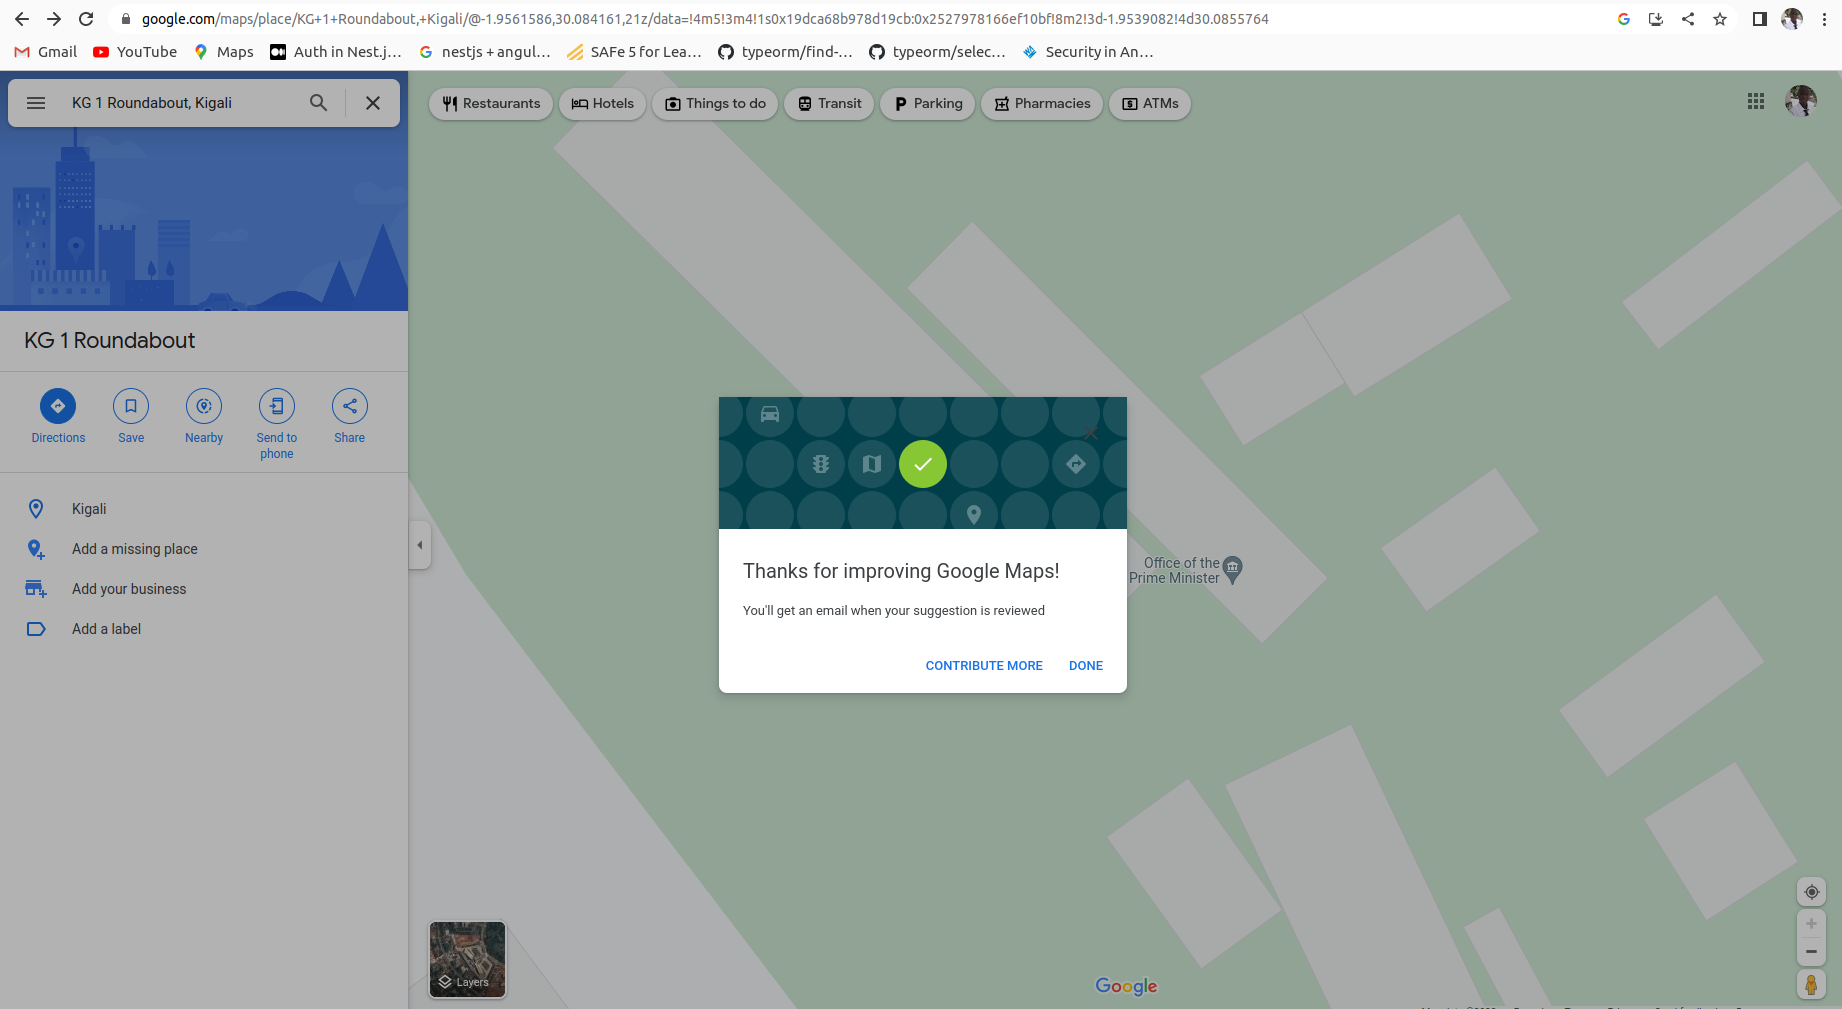 google.com/maps/place/KG+1+Roundabout,+Kigali/@-1.9561586,30.084161,21z/data=!4m5!3m4!1s0x19dca68b978d19cb:0x2527978166ef10bf!8m2!3d-1.9539082!4d30.0855764
Gmail YouTube Maps Auth in Nest.j... nestjs + angul... SAFe 5 for Lea... typeorm/find-... typeorm/selec... Security in An...
KG 1 Roundabout, Kigali
Restaurants Hotels Things to do Transit Parking Pharmacies ATMs
KG 1 Roundabout
Directions Save Nearby Send to phone Share
Kigali
Add a missing place
Add your business
Add a label
Thanks for improving Google Maps!
You'll get an email when your suggestion is reviewed
CONTRIBUTE MORE DONE
Office of the
Prime Minister
Layers
Google